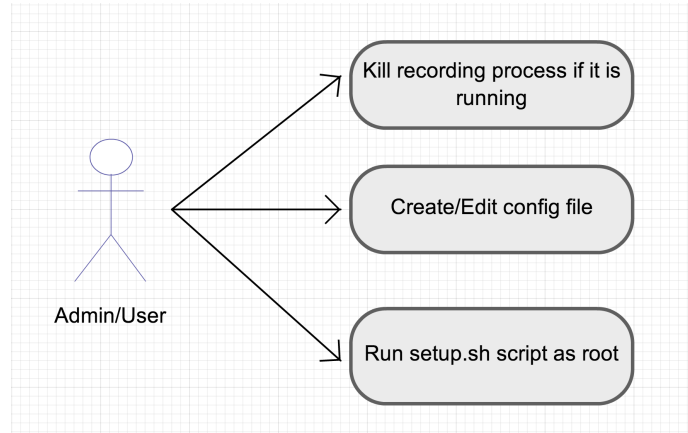 Kill recording process if it is
running
Create/Edit config file
Admin/User
Run setup.sh script as root